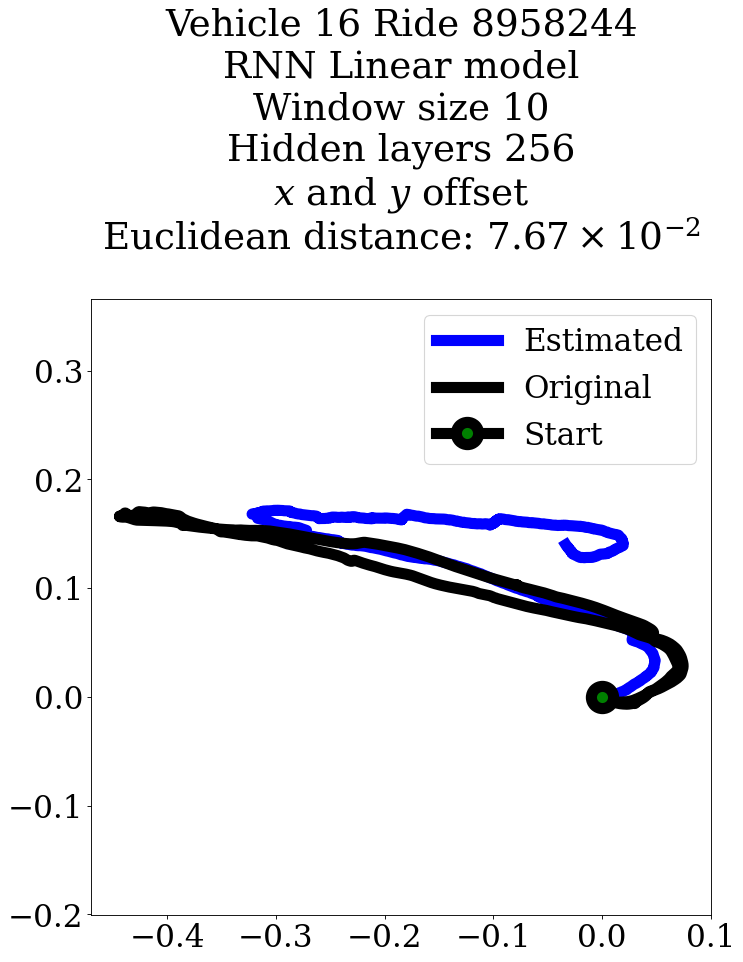 Vehicle 16 Ride 8958244
RNN Linear model
Window size 10
Hidden layers 256
x and y offset
Euclidean distance: 7.67 × 10⁻²
Estimated
Original
Start
0.3
0.2
0.1
0.0
−0.1
−0.2
−0.4 −0.3 −0.2 −0.1 0.0 0.1